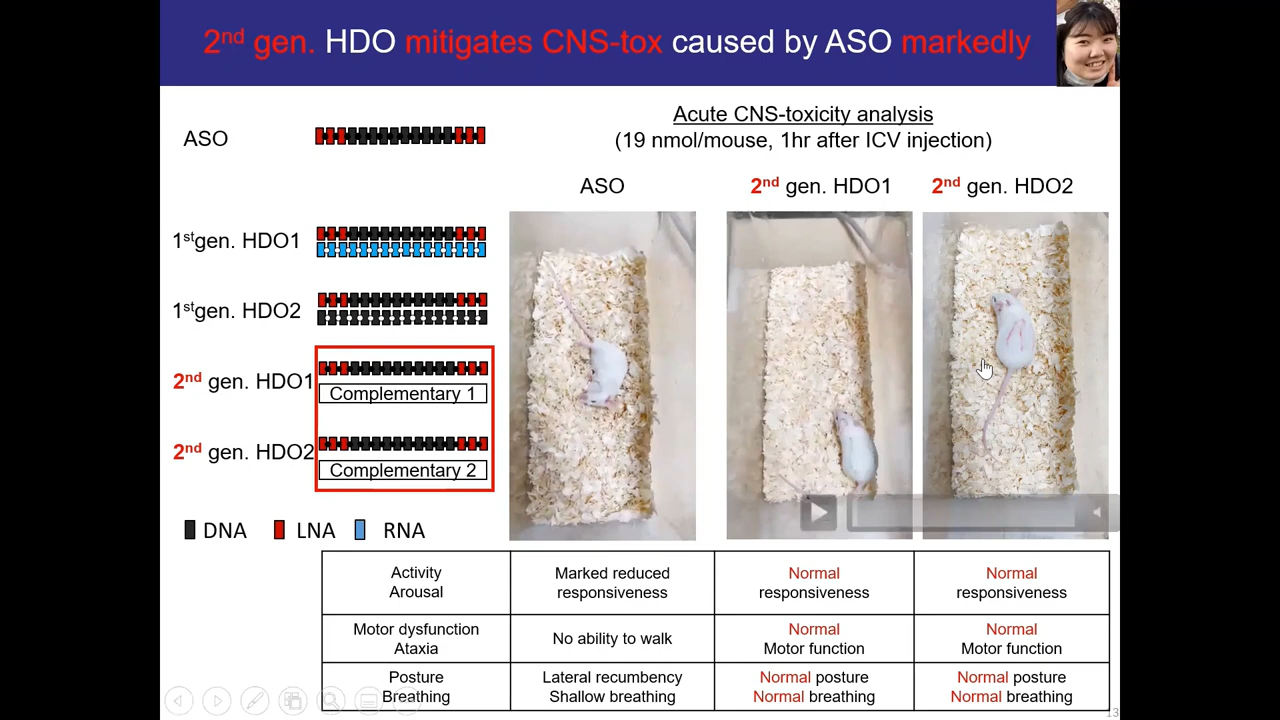 2nd gen. HDO mitigates CNS-tox caused by ASO markedly
Acute CNS-toxicity analysis
(19 nmol/mouse, 1hr after ICV injection)
ASO
ASO
2nd gen. HDO1
2nd gen. HDO2
1stgen. HDO1
1stgen. HDO2
2nd gen. HDO1
Complementary 1
2nd gen. HDO2
Complementary 2
DNA
LNA
RNA
Activity
Arousal
Marked reduced
responsiveness
Normal
responsiveness
Normal
responsiveness
Motor dysfunction
Ataxia
No ability to walk
Normal
Motor function
Normal
Motor function
Posture
Breathing
Lateral recumbency
Shallow breathing
Normal posture
Normal breathing
Normal posture
Normal breathing
13